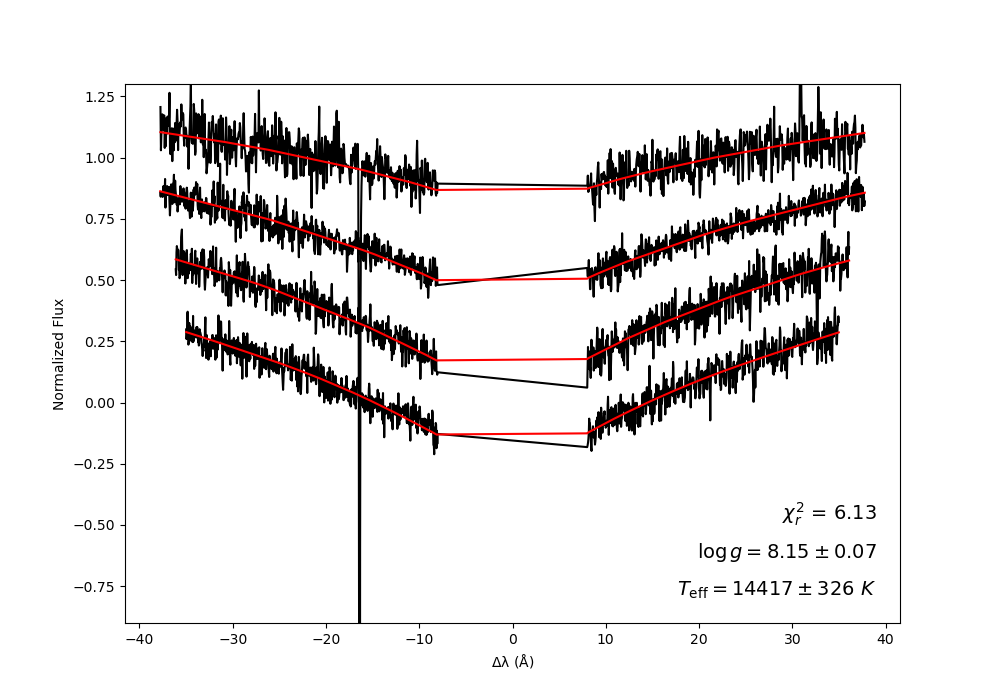 1.25
1.00
0.75
0.50
0.25
0.00
−0.25
−0.50
−0.75
Normalized Flux
χ²ᵣ = 6.13
log g = 8.15 ± 0.07
T_eff = 14417 ± 326 K
−40 −30 −20 −10 0 10 20 30 40
Δλ (Å)